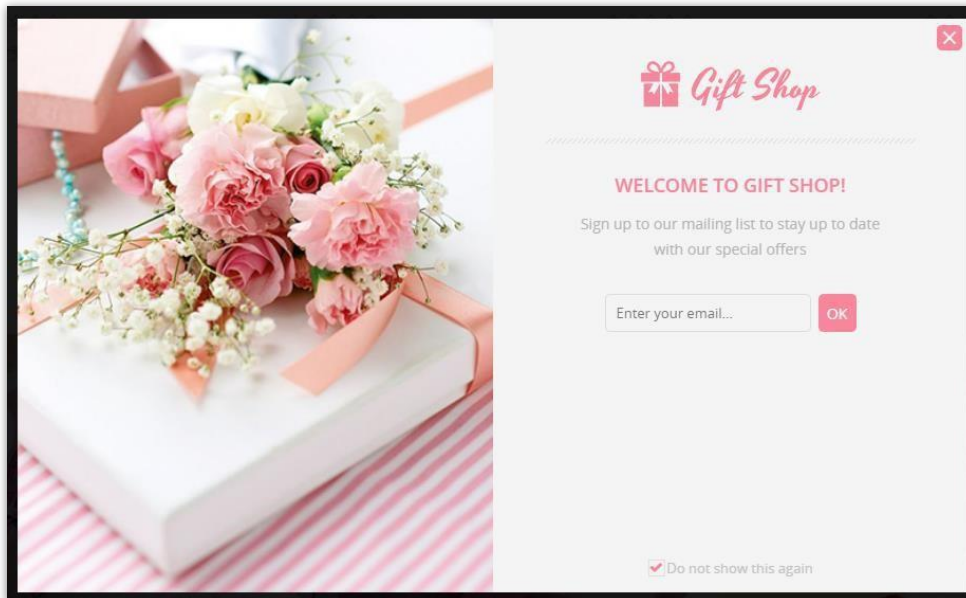 Gift Shop
WELCOME TO GIFT SHOP!
Sign up to our mailing list to stay up to date
with our special offers
Enter your email... OK
Do not show this again